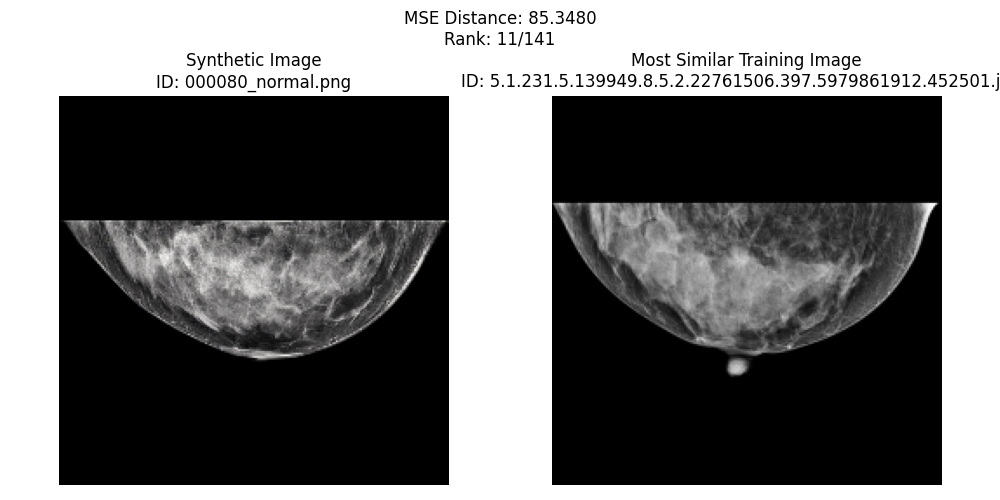 MSE Distance: 85.3480
Rank: 11/141
Synthetic Image
ID: 000080_normal.png
Most Similar Training Image
ID: 5.1.231.5.139949.8.5.2.22761506.397.5979861912.452501.j